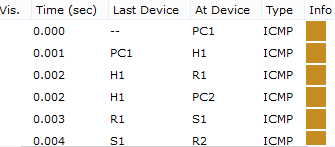 Vis. Time (sec) Last Device At Device Type Info
0.000 -- PC1 ICMP
0.001 PC1 H1 ICMP
0.002 H1 R1 ICMP
0.002 H1 PC2 ICMP
0.003 R1 S1 ICMP
0.004 S1 R2 ICMP